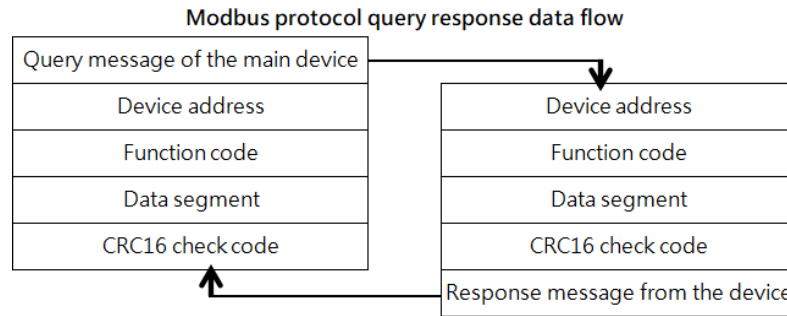 Modbus protocol query response data flow
Query message of the main device
Device address
Function code
Data segment
CRC16 check code
Device address
Function code
Data segment
CRC16 check code
Response message from the device